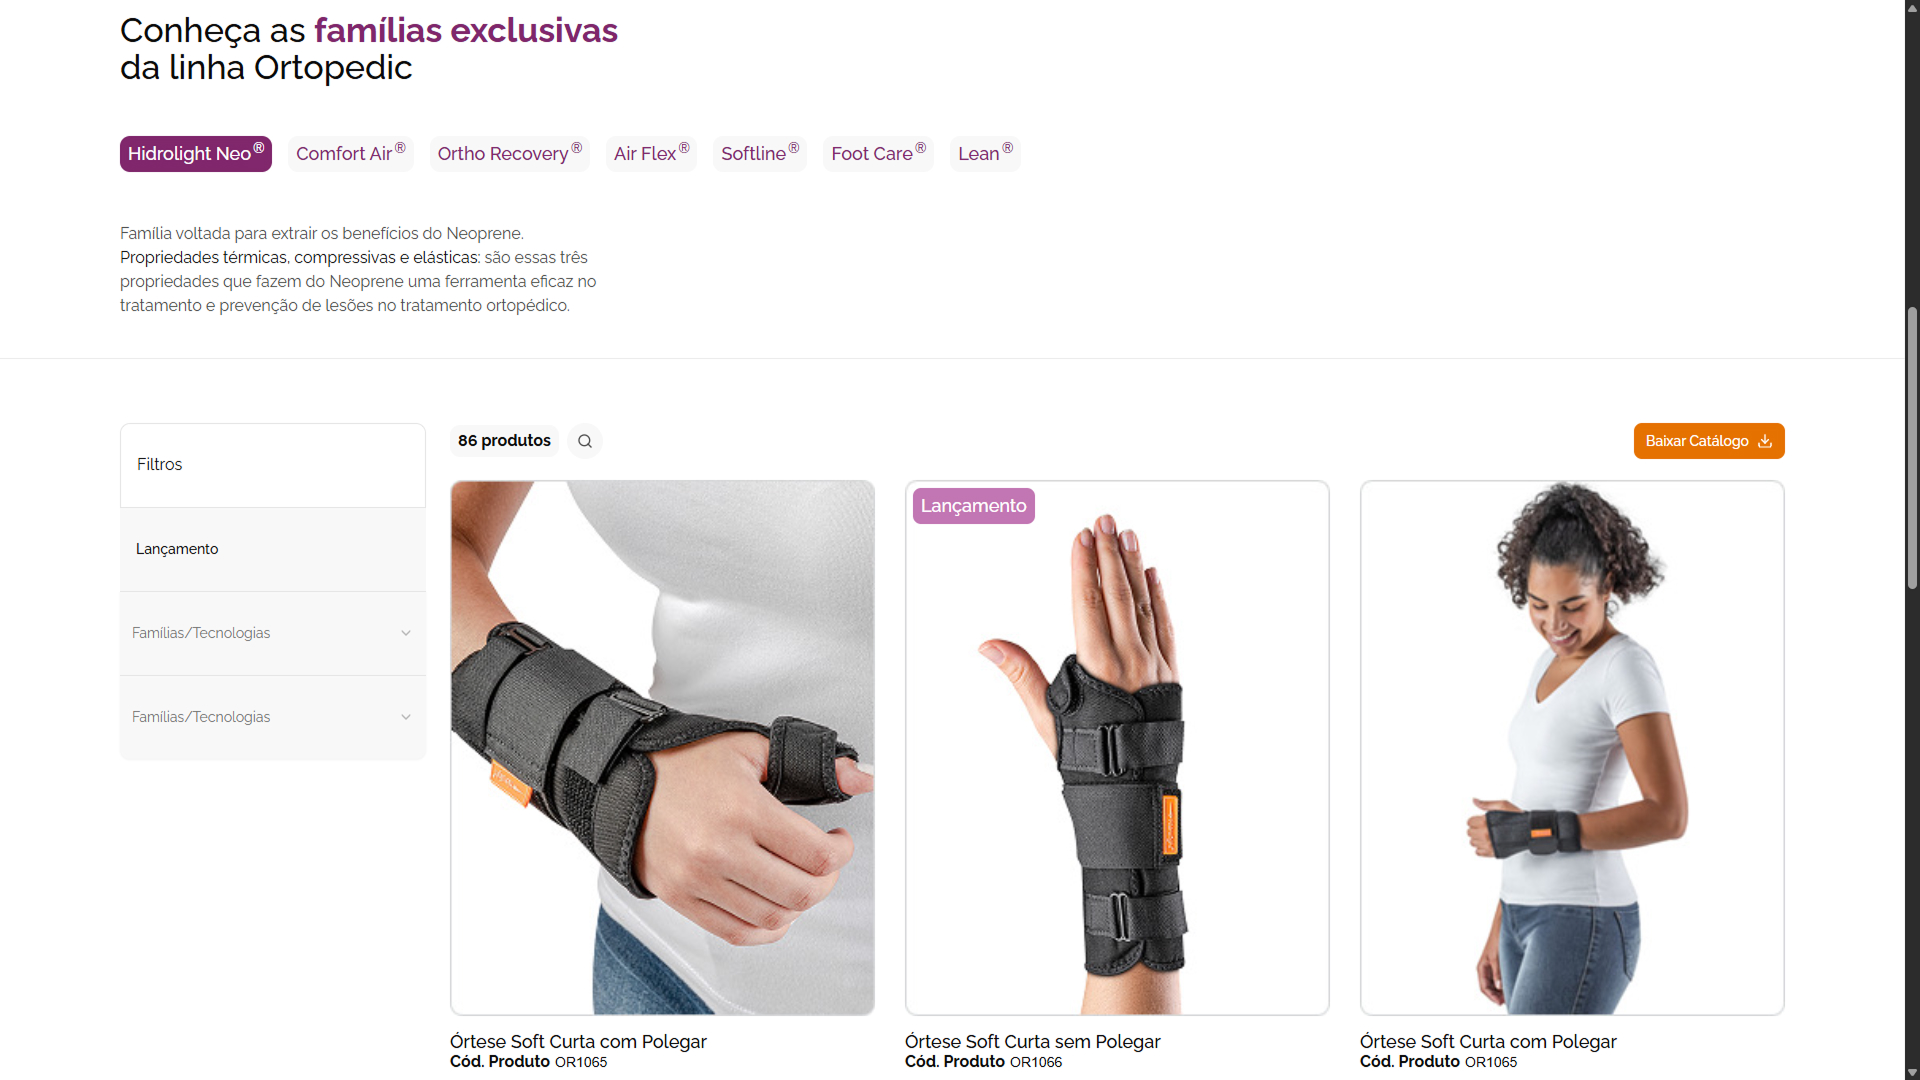 Conheça as famílias exclusivas
da linha Ortopedic
Hidrolight Neo®
Comfort Air®
Ortho Recovery®
Air Flex®
Softline®
Foot Care®
Lean®
Família voltada para extrair os benefícios do Neoprene.
Propriedades térmicas, compressivas e elásticas: são essas três
propriedades que fazem do Neoprene uma ferramenta eficaz no
tratamento e prevenção de lesões no tratamento ortopédico.
Filtros
Lançamento
Famílias/Tecnologias
Famílias/Tecnologias
86 produtos
Baixar Catálogo
Lançamento
Órtese Soft Curta com Polegar
Cód. Produto OR1065
Órtese Soft Curta sem Polegar
Cód. Produto OR1066
Órtese Soft Curta com Polegar
Cód. Produto OR1065